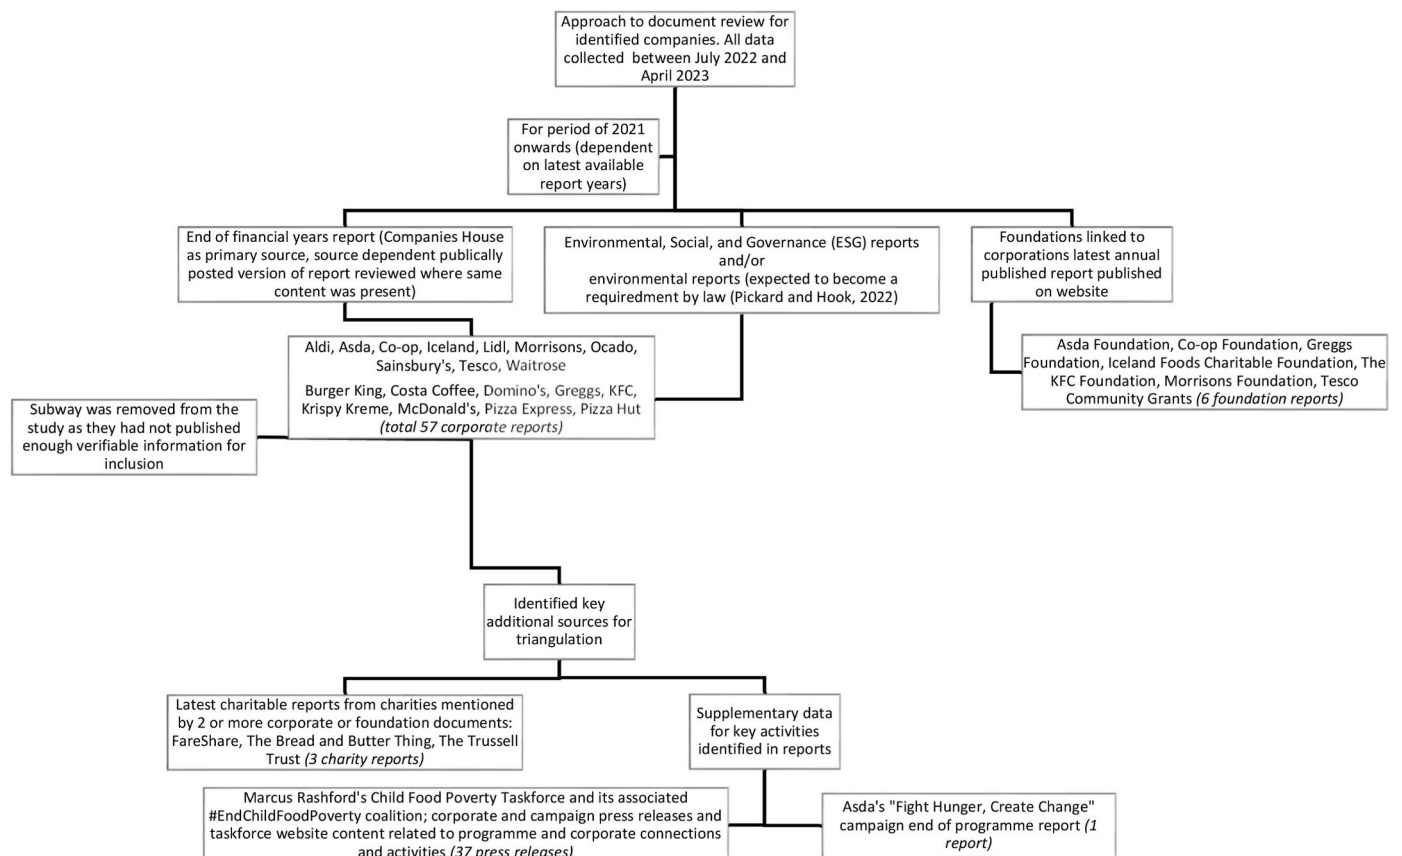 Approach to document review for
identified companies. All data
collected between July 2022 and
April 2023
For period of 2021
onwards (dependent
on latest available
report years)
End of financial years report (Companies House
as primary source, source dependent publically
posted version of report reviewed where same
content was present)
Environmental, Social, and Governance (ESG) reports
and/or
environmental reports (expected to become a
requiredment by law (Pickard and Hook, 2022)
Foundations linked to
corporations latest annual
published report published
on website
Aldi, Asda, Co-op, Iceland, Lidl, Morrisons, Ocado,
Sainsbury's, Tesco, Waitrose
Burger King, Costa Coffee, Domino's, Greggs, KFC,
Krispy Kreme, McDonald's, Pizza Express, Pizza Hut
(total 57 corporate reports)
Asda Foundation, Co-op Foundation, Greggs
Foundation, Iceland Foods Charitable Foundation, The
KFC Foundation, Morrisons Foundation, Tesco
Community Grants (6 foundation reports)
Subway was removed from the
study as they had not published
enough verifiable information for
inclusion
Identified key
additional sources for
triangulation
Latest charitable reports from charities mentioned
by 2 or more corporate or foundation documents:
FareShare, The Bread and Butter Thing, The Trussell
Trust (3 charity reports)
Supplementary data
for key activities
identified in reports
Marcus Rashford's Child Food Poverty Taskforce and its associated
#EndChildFoodPoverty coalition; corporate and campaign press releases and
taskforce website content related to programme and corporate connections
and activities (37 press releases)
Asda's "Fight Hunger, Create Change"
campaign end of programme report (1
report)